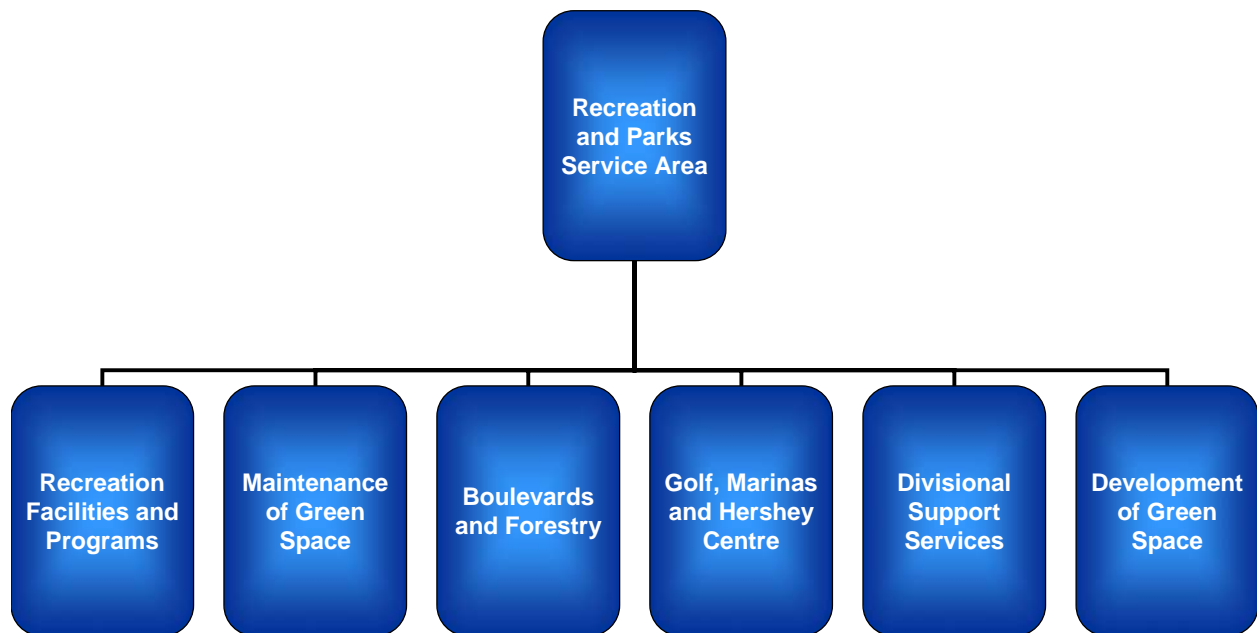 Recreation
and Parks
Service Area
Recreation
Facilities and
Programs
Maintenance
of Green
Space
Boulevards
and Forestry
Golf, Marinas
and Hershey
Centre
Divisional
Support
Services
Development
of Green
Space